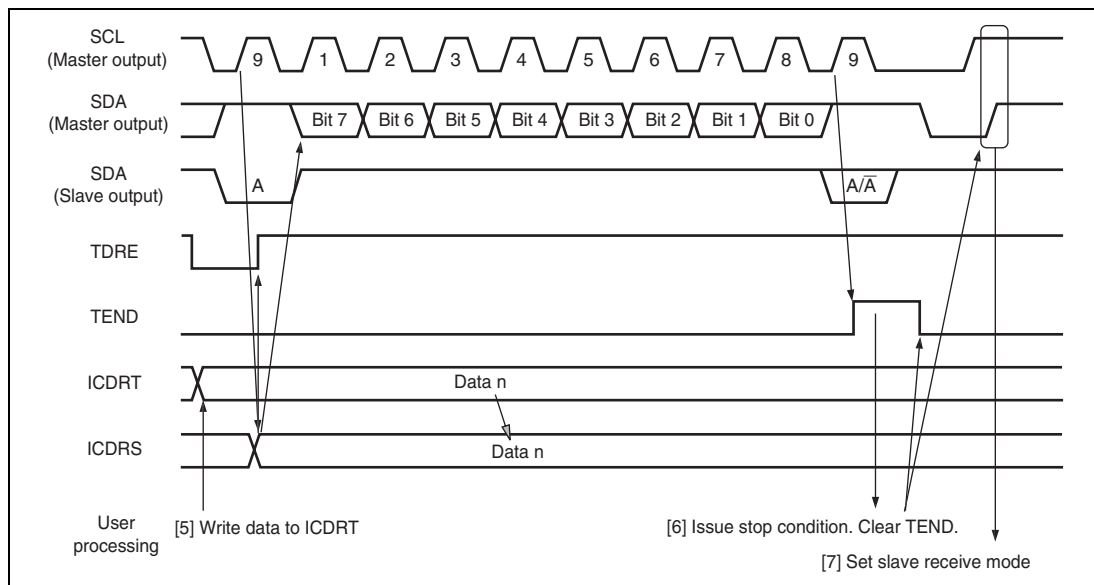 SCL
(Master output)
9 1 2 3 4 5 6 7 8 9
SDA
(Master output)
Bit 7 Bit 6 Bit 5 Bit 4 Bit 3 Bit 2 Bit 1 Bit 0
SDA
(Slave output)
A A/A̅
TDRE
TEND
ICDRT
Data n
ICDRS
Data n
User
processing
[5] Write data to ICDRT
[6] Issue stop condition. Clear TEND.
[7] Set slave receive mode